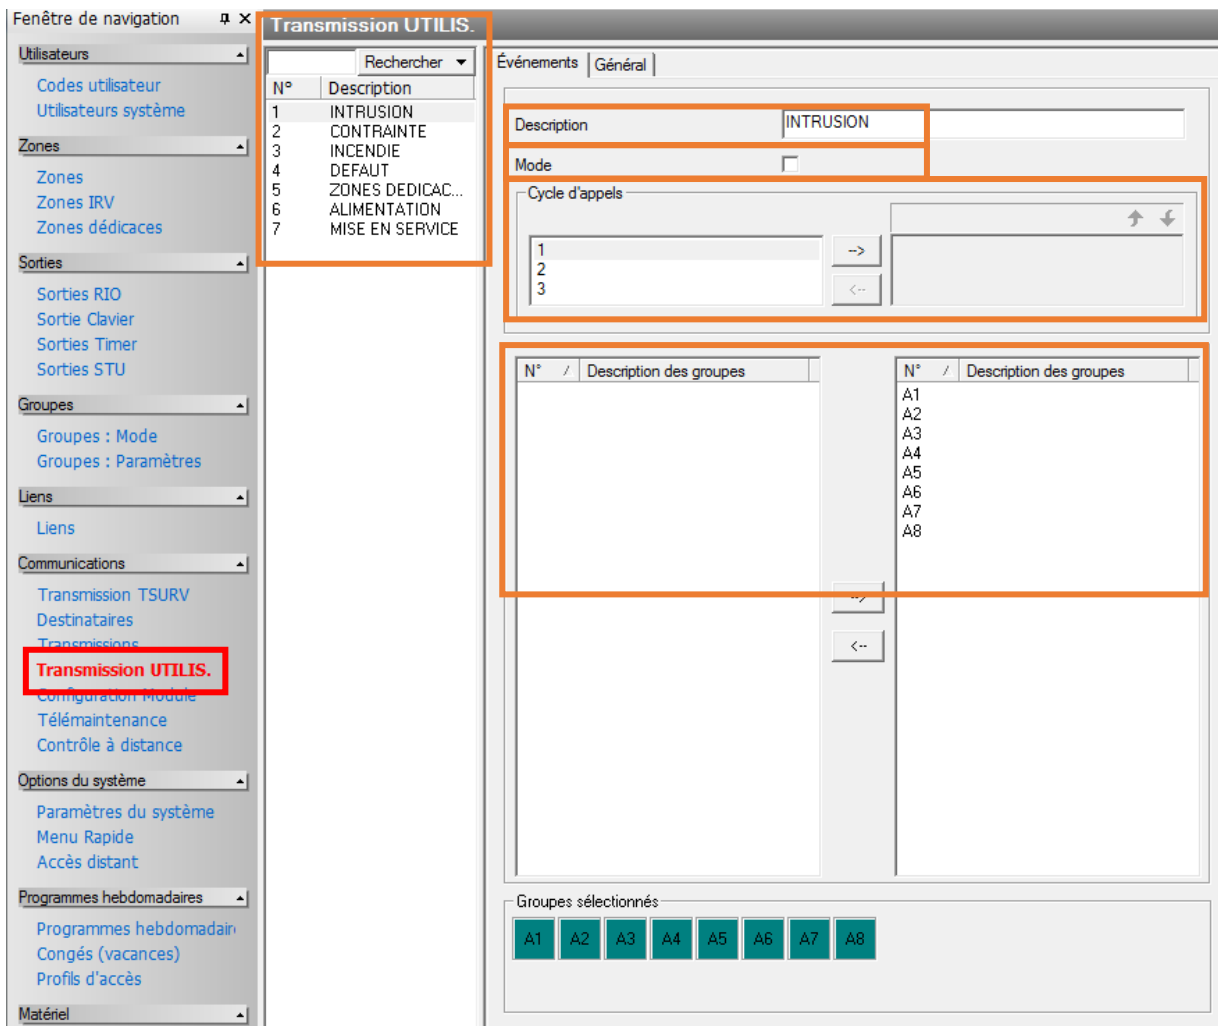 Fenêtre de navigation
Utilisateurs
Codes utilisateur
Utilisateurs système
Zones
Zones
Zones IRV
Zones dédicaces
Sorties
Sorties RIO
Sortie Clavier
Sorties Timer
Sorties STU
Groupes
Groupes : Mode
Groupes : Paramètres
Liens
Liens
Communications
Transmission TSURV
Destinataires
Transmissions
Transmission UTILIS.
Configuration Module
Télémaintenance
Contrôle à distance
Options du système
Paramètres du système
Menu Rapide
Accès distant
Programmes hebdomadaires
Programmes hebdomadair
Congés (vacances)
Profils d'accès
Matériel
Transmission UTILIS.
Rechercher
N° Description
1 INTRUSION
2 CONTRAINTE
3 INCENDIE
4 DEFAUT
5 ZONES DEDICAC...
6 ALIMENTATION
7 MISE EN SERVICE
Événements Général
Description INTRUSION
Mode
Cycle d'appels
1
2
3
-->
<--
N° / Description des groupes
N° / Description des groupes
A1
A2
A3
A4
A5
A6
A7
A8
-->
<--
Groupes sélectionnés
A1 A2 A3 A4 A5 A6 A7 A8